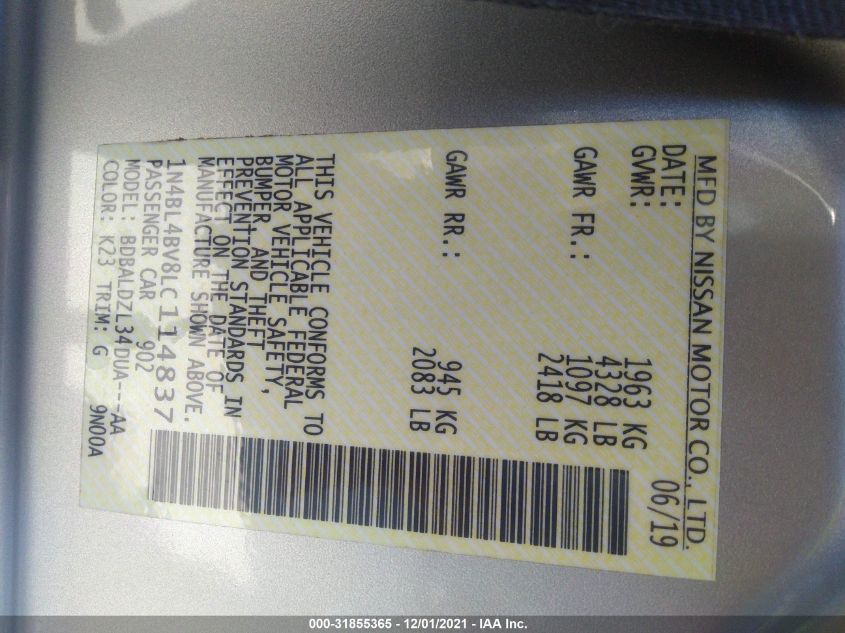 MFD BY NISSAN MOTOR CO., LTD.
DATE: 06/19
GVWR: 1963 KG
4328 LB
GAWR FR.: 1097 KG
2418 LB
GAWR RR.: 945 KG
2083 LB
THIS VEHICLE CONFORMS TO
ALL APPLICABLE FEDERAL
MOTOR VEHICLE SAFETY,
BUMPER, AND THEFT
PREVENTION STANDARDS IN
EFFECT ON THE DATE OF
MANUFACTURE SHOWN ABOVE.
1N4BL4BV8LC114837
PASSENGER CAR 902
MODEL: BDBALDZL34DUA---AA
COLOR: K23 TRIM: G 9N00A
000-31855365 - 12/01/2021 - IAA Inc.